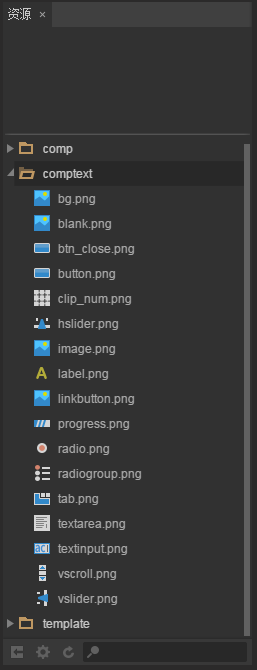 资源 ×
comp
comptext
bg.png
blank.png
btn_close.png
button.png
clip_num.png
hslider.png
image.png
label.png
linkbutton.png
progress.png
radio.png
radiogroup.png
tab.png
textarea.png
textinput.png
vscroll.png
vslider.png
template